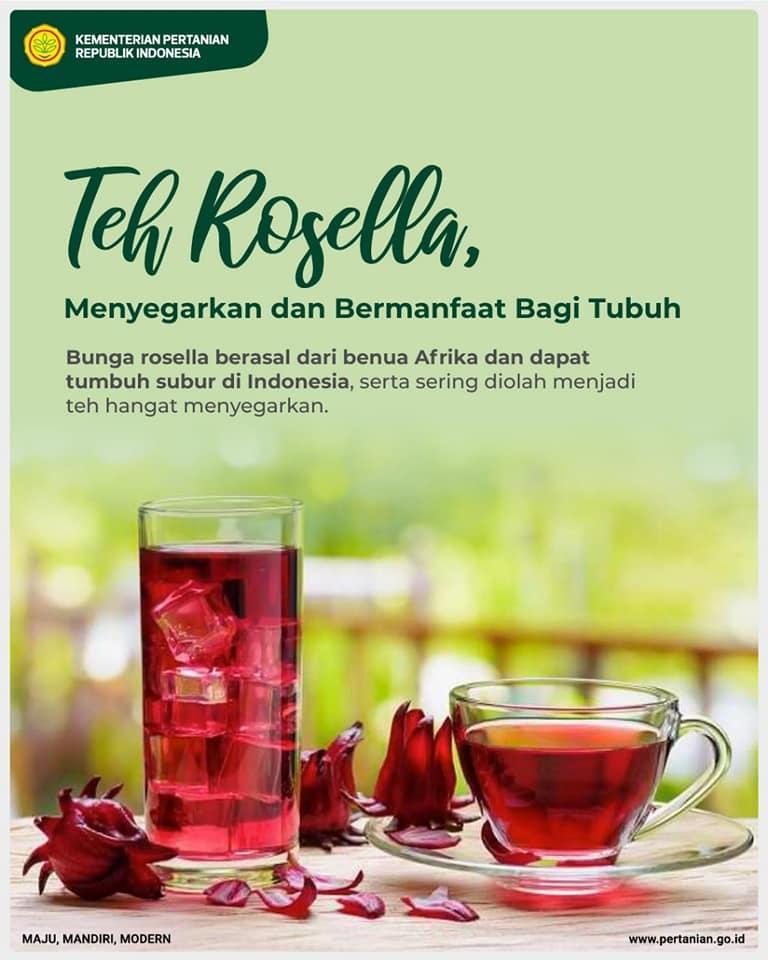 KEMENTERIAN PERTANIAN
REPUBLIK INDONESIA
Teh Rosella,
Menyegarkan dan Bermanfaat Bagi Tubuh
Bunga rosella berasal dari benua Afrika dan dapat
tumbuh subur di Indonesia, serta sering diolah menjadi
teh hangat menyegarkan.
MAJU, MANDIRI, MODERN
www.pertanian.go.id